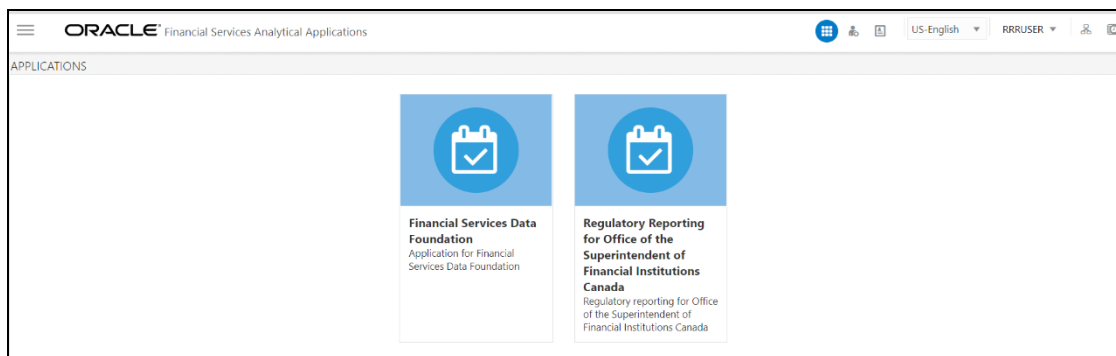 ORACLE® Financial Services Analytical Applications
US-English
RRRUSER
APPLICATIONS
Financial Services Data
Foundation
Application for Financial
Services Data Foundation
Regulatory Reporting
for Office of the
Superintendent of
Financial Institutions
Canada
Regulatory reporting for Office
of the Superintendent of
Financial Institutions Canada